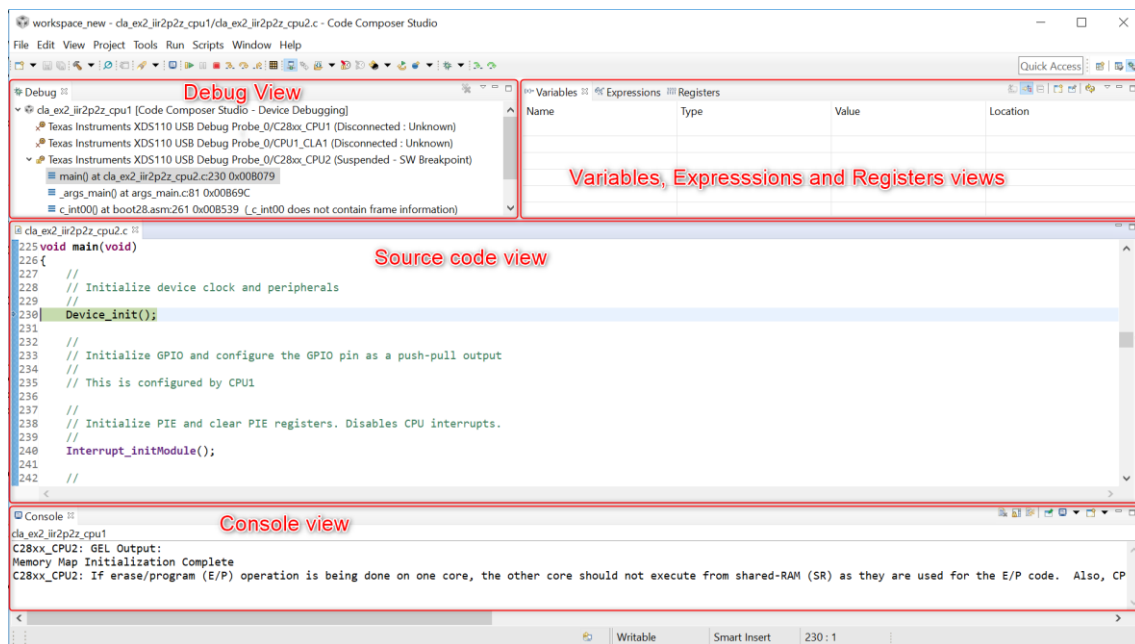 workspace_new - cla_ex2_iir2p2z_cpu1/cla_ex2_iir2p2z_cpu2.c - Code Composer Studio
File Edit View Project Tools Run Scripts Window Help
Quick Access
Debug
Debug View
cla_ex2_iir2p2z_cpu1 [Code Composer Studio - Device Debugging]
Texas Instruments XDS110 USB Debug Probe_0/C28xx_CPU1 (Disconnected : Unknown)
Texas Instruments XDS110 USB Debug Probe_0/CPU1_CLA1 (Disconnected : Unknown)
Texas Instruments XDS110 USB Debug Probe_0/C28xx_CPU2 (Suspended - SW Breakpoint)
main() at cla_ex2_iir2p2z_cpu2.c:230 0x00B079
_args_main() at args_main.c:81 0x00B69C
c_int00() at boot28.asm:261 0x00B539 (_c_int00 does not contain frame information)
Variables Expressions Registers
Name Type Value Location
Variables, Expresssions and Registers views
cla_ex2_iir2p2z_cpu2.c
Source code view
225 void main(void)
226 {
227 //
228 // Initialize device clock and peripherals
229 //
230 Device_init();
231
232 //
233 // Initialize GPIO and configure the GPIO pin as a push-pull output
234 //
235 // This is configured by CPU1
236
237 //
238 // Initialize PIE and clear PIE registers. Disables CPU interrupts.
239 //
240 Interrupt_initModule();
241
242 //
Console
Console view
cla_ex2_iir2p2z_cpu1
C28xx_CPU2: GEL Output:
Memory Map Initialization Complete
C28xx_CPU2: If erase/program (E/P) operation is being done on one core, the other core should not execute from shared-RAM (SR) as they are used for the E/P code. Also, CP
Writable Smart Insert 230 : 1